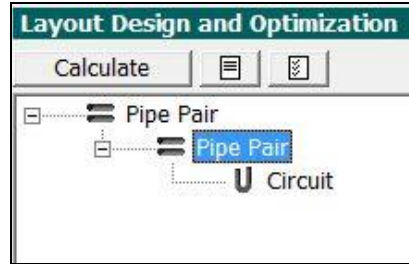 Layout Design and Optimization
Calculate
Pipe Pair
Pipe Pair
Circuit